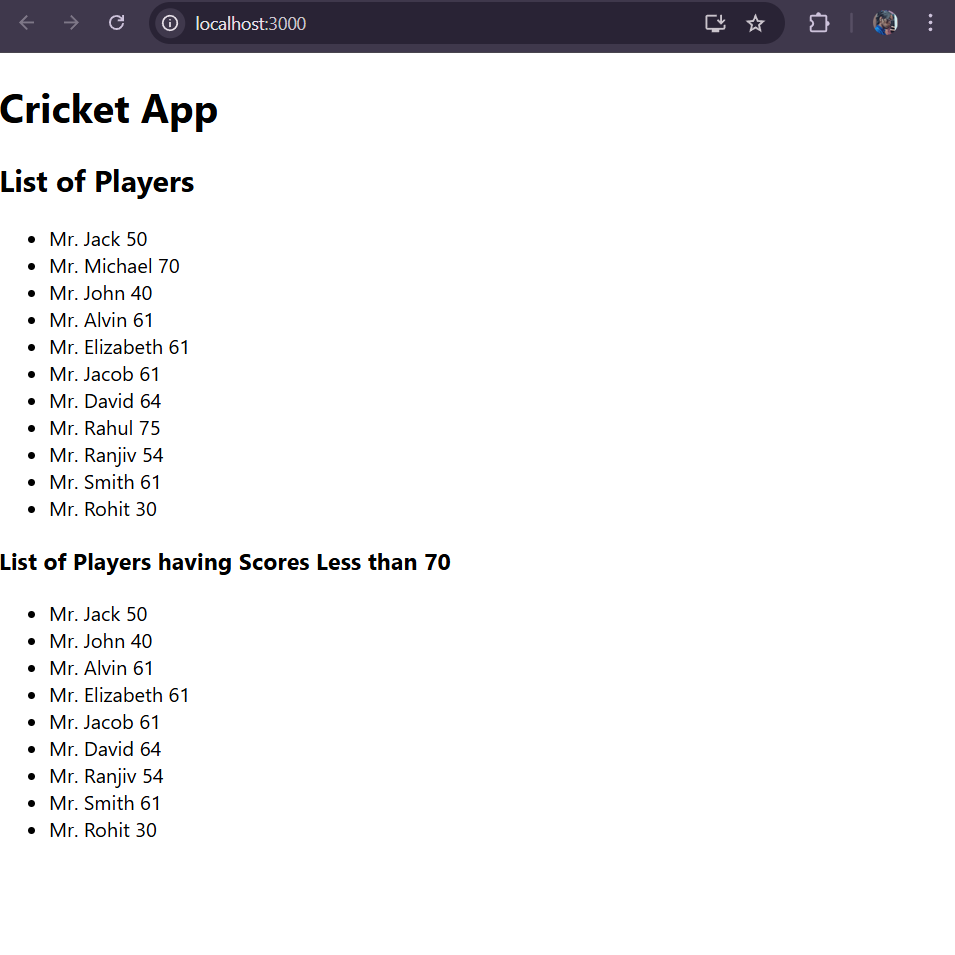 localhost:3000
Cricket App
List of Players
• Mr. Jack 50
• Mr. Michael 70
• Mr. John 40
• Mr. Alvin 61
• Mr. Elizabeth 61
• Mr. Jacob 61
• Mr. David 64
• Mr. Rahul 75
• Mr. Ranjiv 54
• Mr. Smith 61
• Mr. Rohit 30
List of Players having Scores Less than 70
• Mr. Jack 50
• Mr. John 40
• Mr. Alvin 61
• Mr. Elizabeth 61
• Mr. Jacob 61
• Mr. David 64
• Mr. Ranjiv 54
• Mr. Smith 61
• Mr. Rohit 30